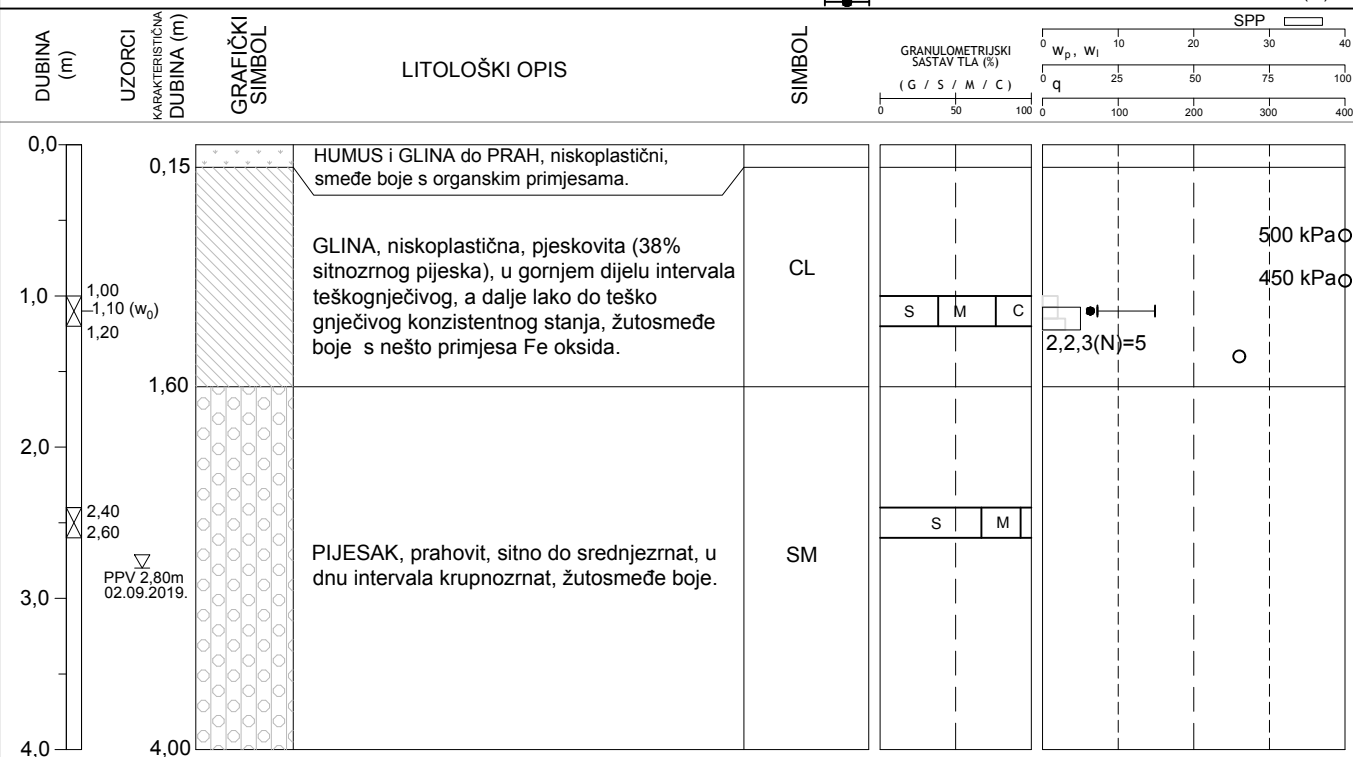 SPP
DUBINA
(m)
UZORCI
KARAKTERISTIČNA
DUBINA (m)
GRAFIČKI
SIMBOL
LITOLOŠKI OPIS
SIMBOL
GRANULOMETRIJSKI
SASTAV TLA (%)
( G / S / M / C )
0 50 100
0 10 20 30 40
wp, wl
0 25 50 75 100
q
0 100 200 300 400
0,0
0,15
HUMUS i GLINA do PRAH, niskoplastični,
smeđe boje s organskim primjesama.
GLINA, niskoplastična, pjeskovita (38%
sitnozrnog pijeska), u gornjem dijelu intervala
teškognječivog, a dalje lako do teško
gnječivog konzistentnog stanja, žutosmeđe
boje s nešto primjesa Fe oksida.
CL
500 kPa
450 kPa
1,0
1,00
1,10 (w0)
1,20
S M C
2,2,3(N)=5
1,60
2,0
2,40
2,60
S M
PPV 2,80m
02.09.2019.
PIJESAK, prahovit, sitno do srednjezrnat, u
dnu intervala krupnozrnat, žutosmeđe boje.
SM
3,0
4,0
4,00